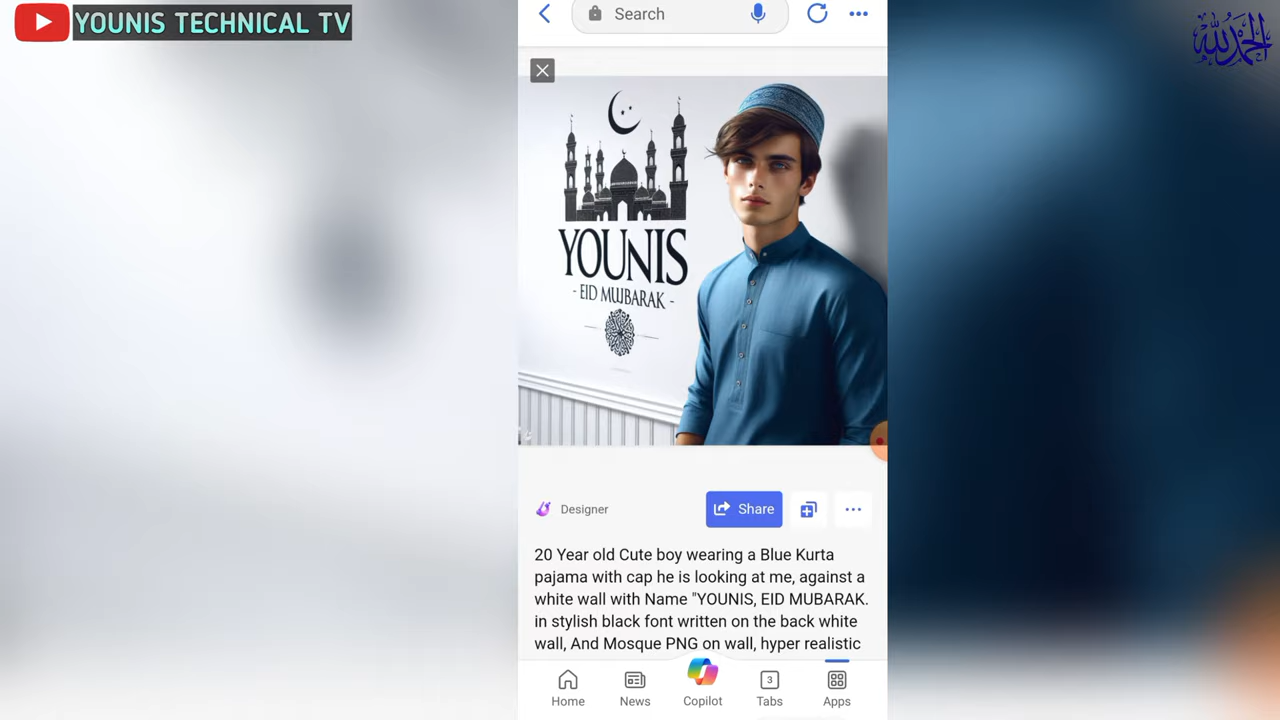 YOUNIS TECHNICAL TV
الحمد لله
Search
YOUNIS
- EID MUBARAK -
Designer
Share
20 Year old Cute boy wearing a Blue Kurta
pajama with cap he is looking at me, against a
white wall with Name "YOUNIS, EID MUBARAK.
in stylish black font written on the back white
wall, And Mosque PNG on wall, hyper realistic
3
Home
News
Copilot
Tabs
Apps